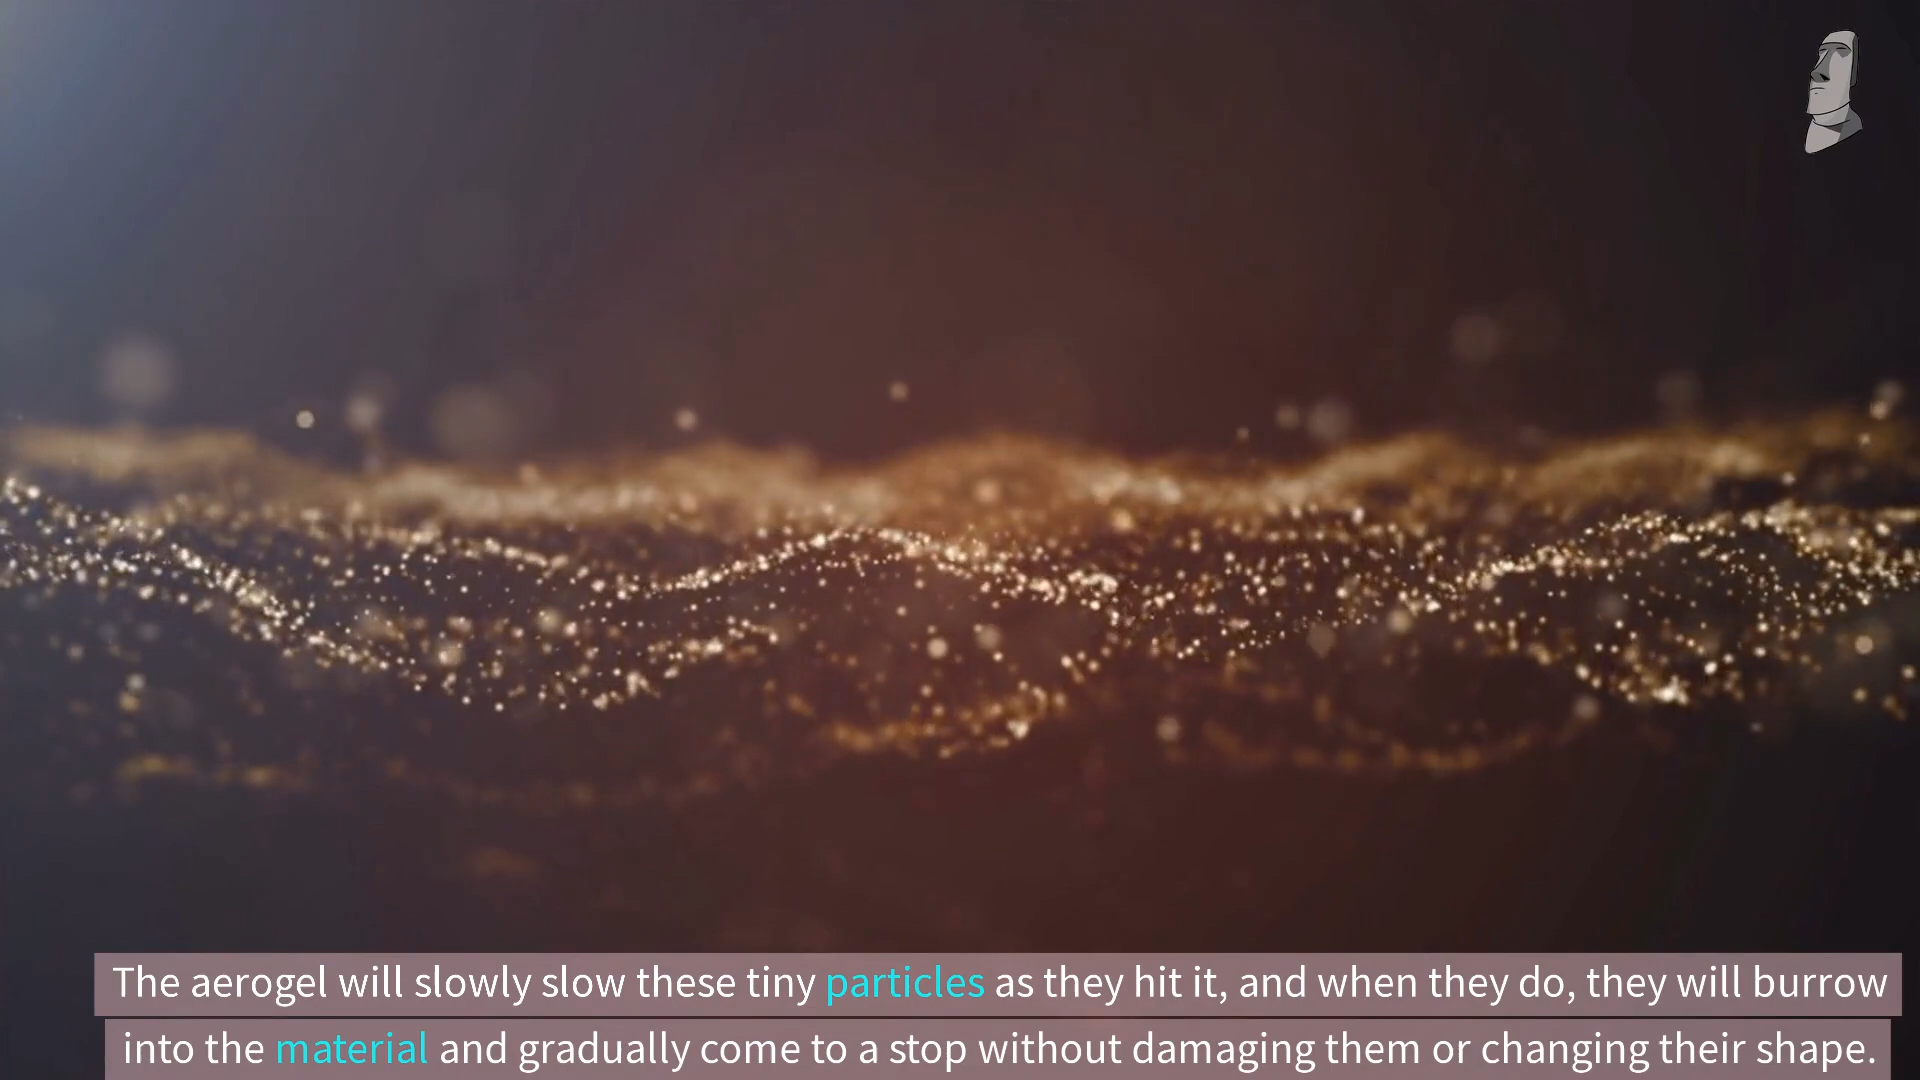 The aerogel will slowly slow these tiny particles as they hit it, and when they do, they will burrow
into the material and gradually come to a stop without damaging them or changing their shape.